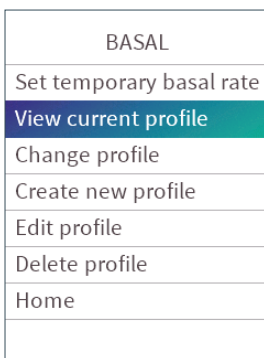 BASAL
Set temporary basal rate
View current profile
Change profile
Create new profile
Edit profile
Delete profile
Home